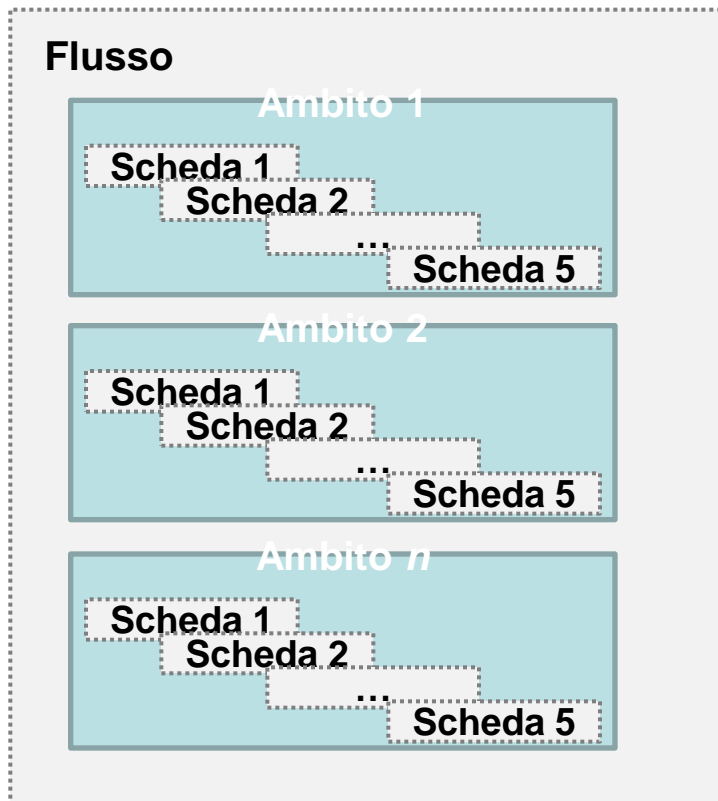 Flusso
Ambito 1
Scheda 1
Scheda 2
...
Scheda 5
Ambito 2
Scheda 1
Scheda 2
...
Scheda 5
Ambito n
Scheda 1
Scheda 2
...
Scheda 5